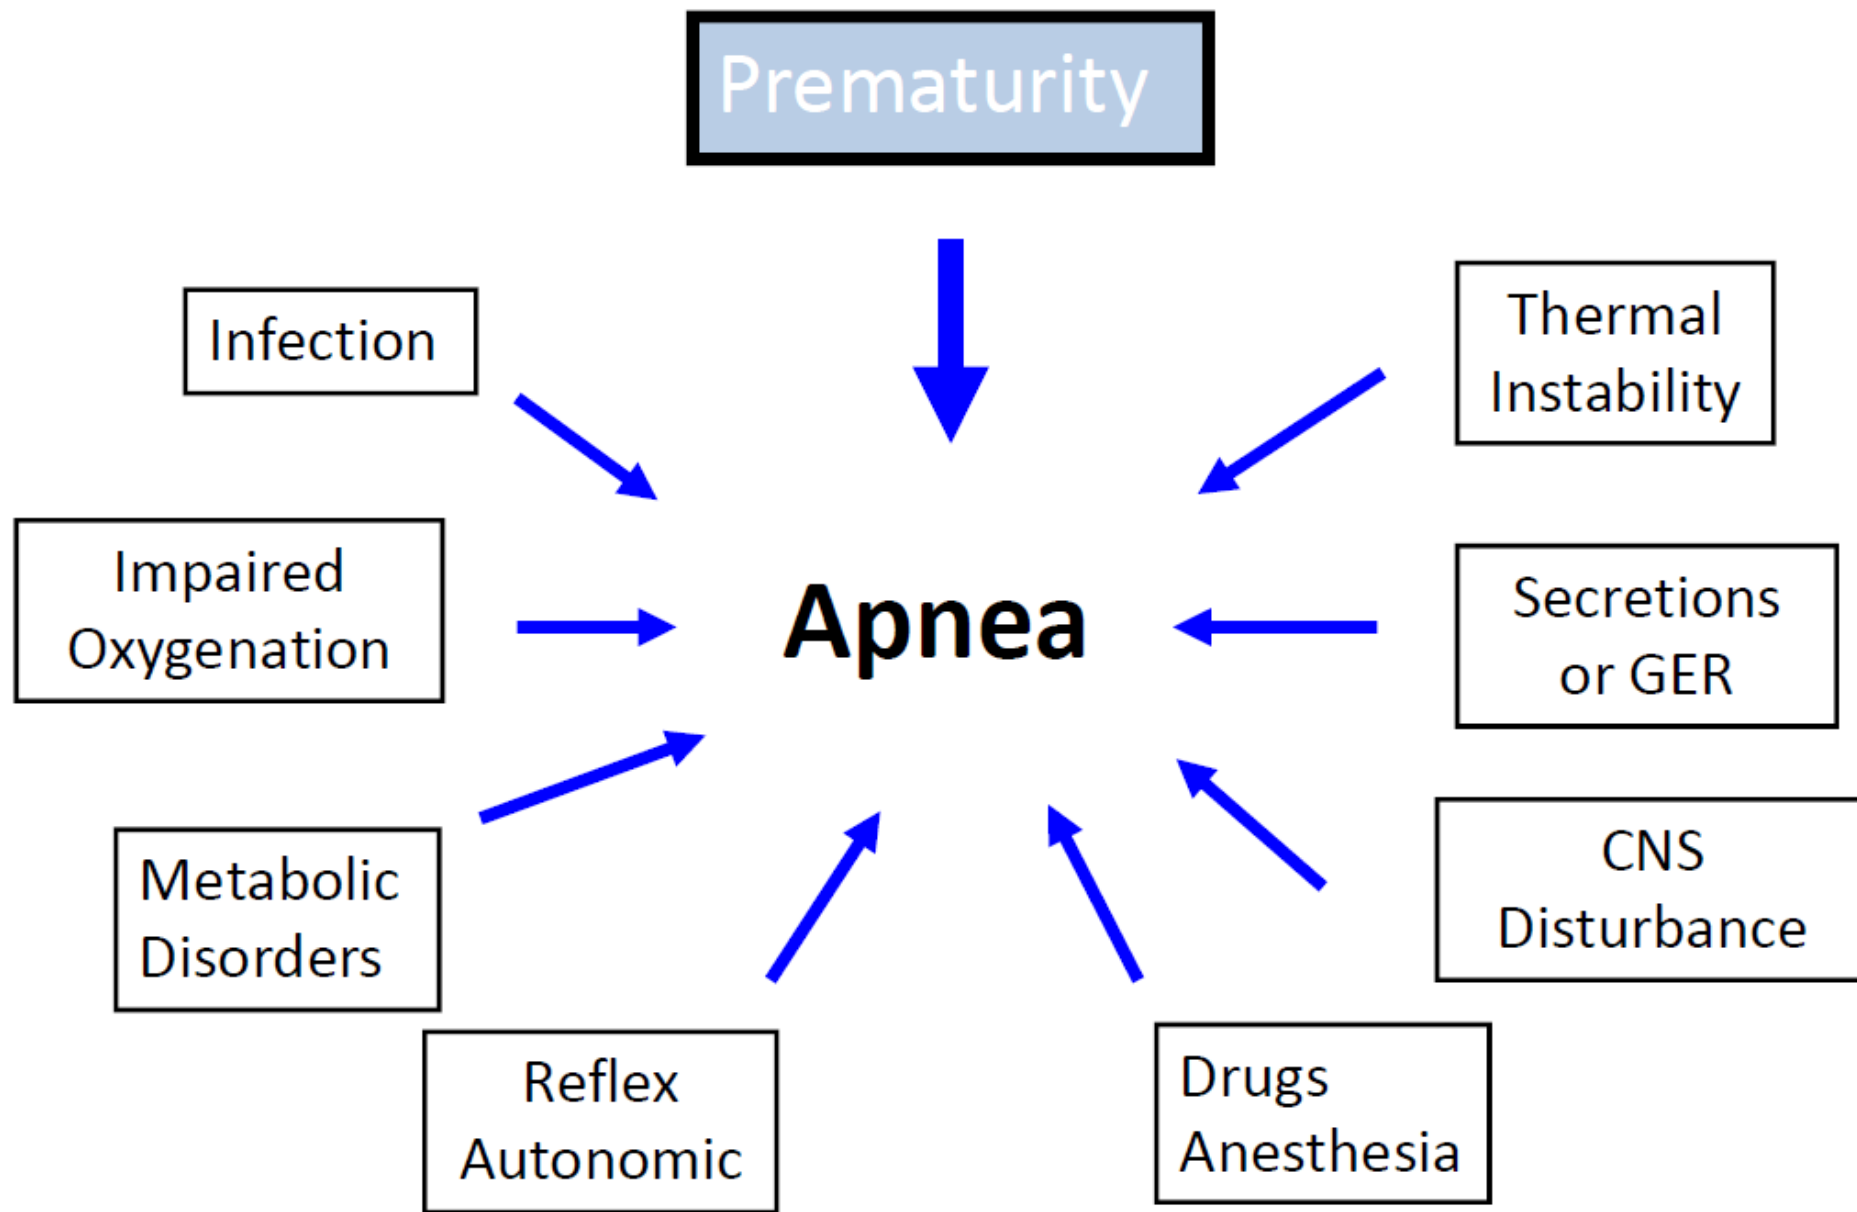 Prematurity
Infection
Thermal
Instability
Impaired
Oxygenation
Apnea
Secretions
or GER
Metabolic
Disorders
CNS
Disturbance
Reflex
Autonomic
Drugs
Anesthesia